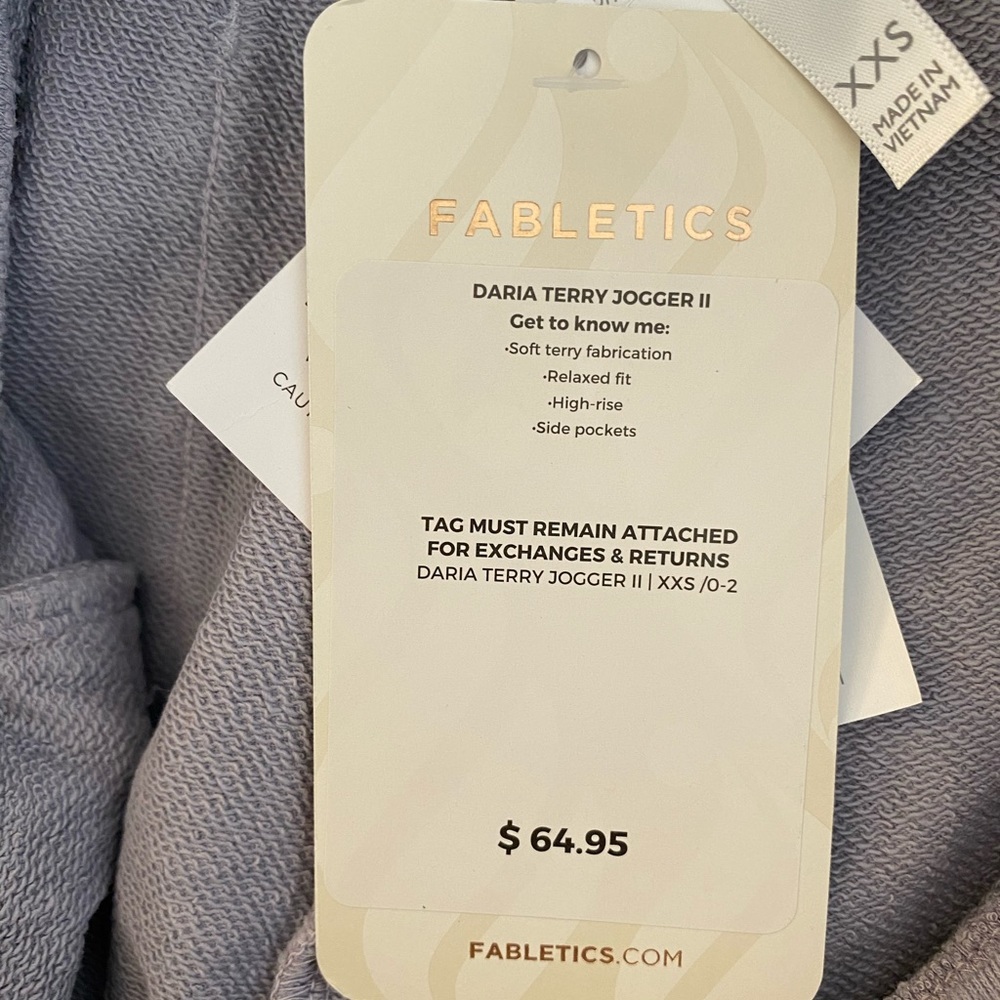 XXS
MADE IN
VIETNAM
FABLETICS
DARIA TERRY JOGGER II
Get to know me:
•Soft terry fabrication
•Relaxed fit
•High-rise
•Side pockets
CAU
TAG MUST REMAIN ATTACHED
FOR EXCHANGES & RETURNS
DARIA TERRY JOGGER II | XXS /0-2
$ 64.95
FABLETICS.COM